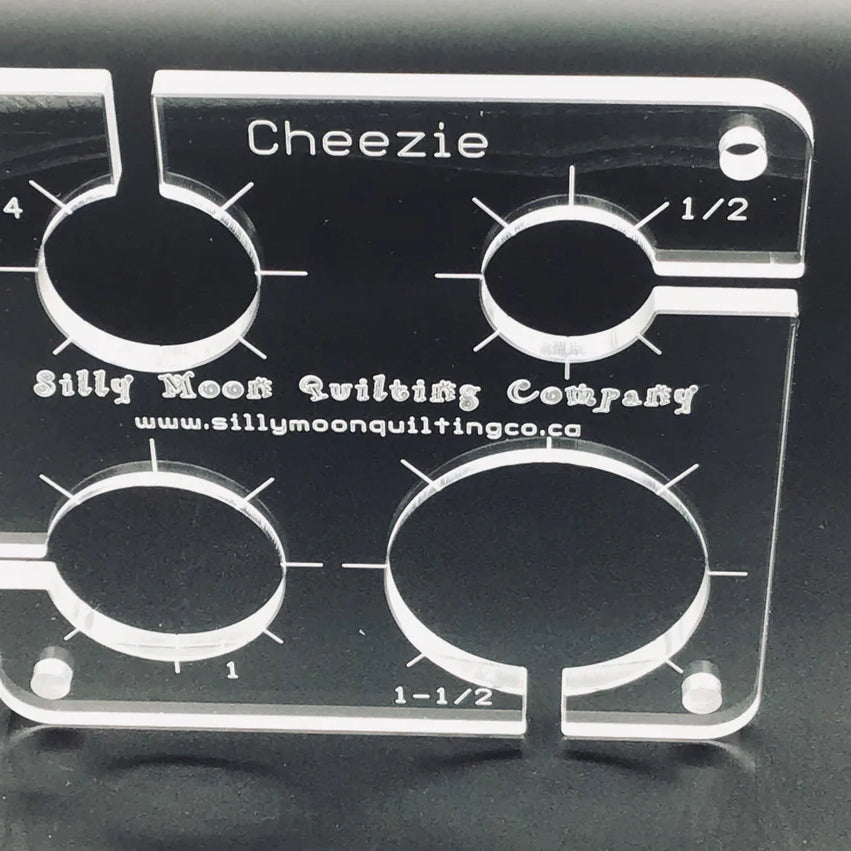 Cheezie
4
1/2
Silly Moon Quilting Company
www.sillymoonquiltingco.ca
1
1-1/2